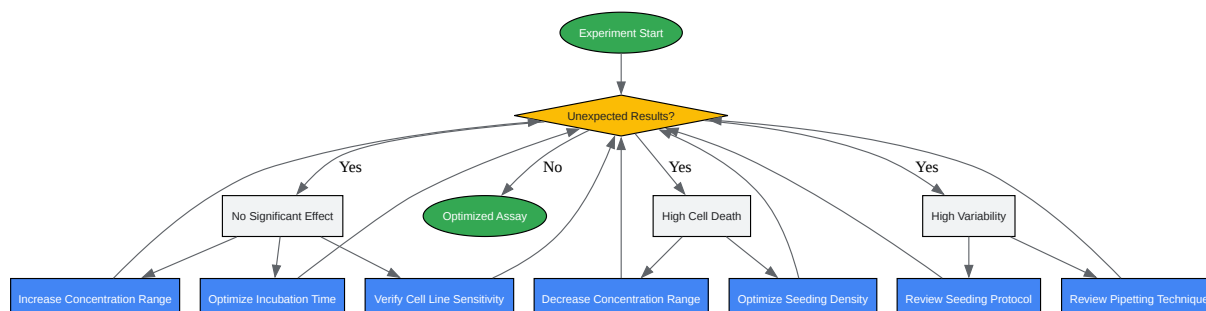 Experiment Start
Unexpected Results?
Yes
No
Yes
Yes
No Significant Effect
Optimized Assay
High Cell Death
High Variability
Increase Concentration Range
Optimize Incubation Time
Verify Cell Line Sensitivity
Decrease Concentration Range
Optimize Seeding Density
Review Seeding Protocol
Review Pipetting Technique